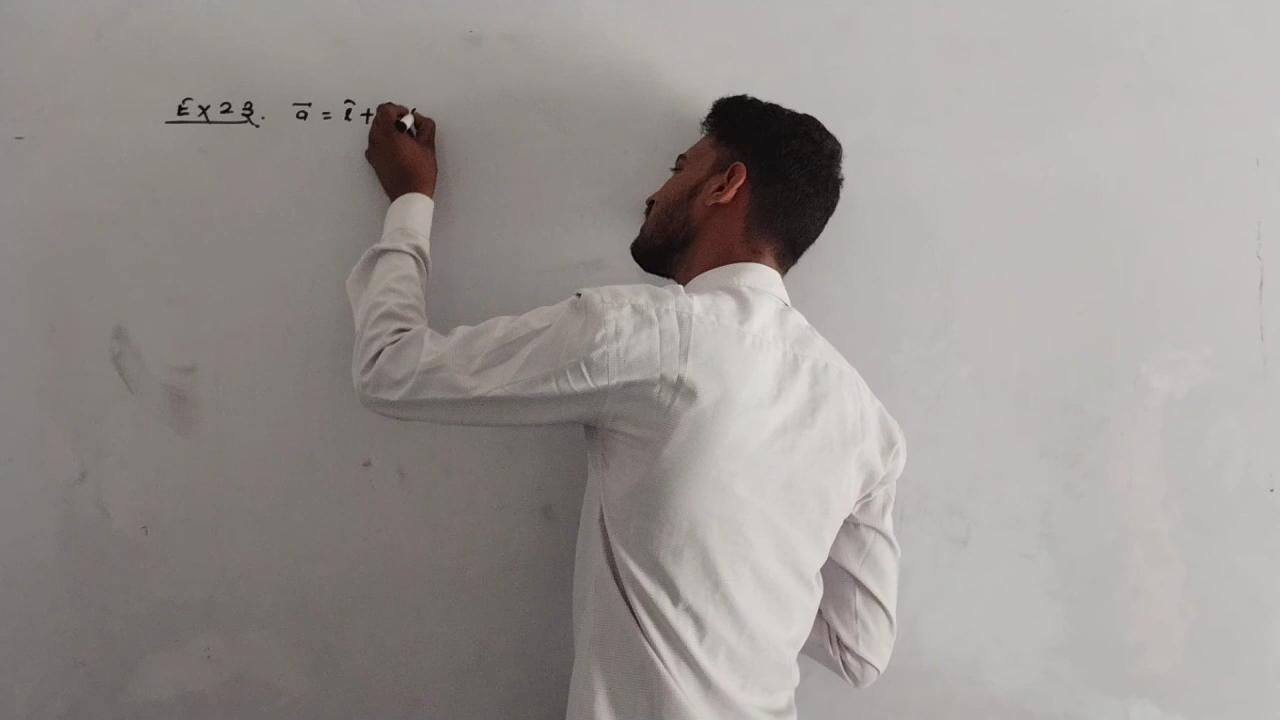 Ex 23. a⃗ = î +